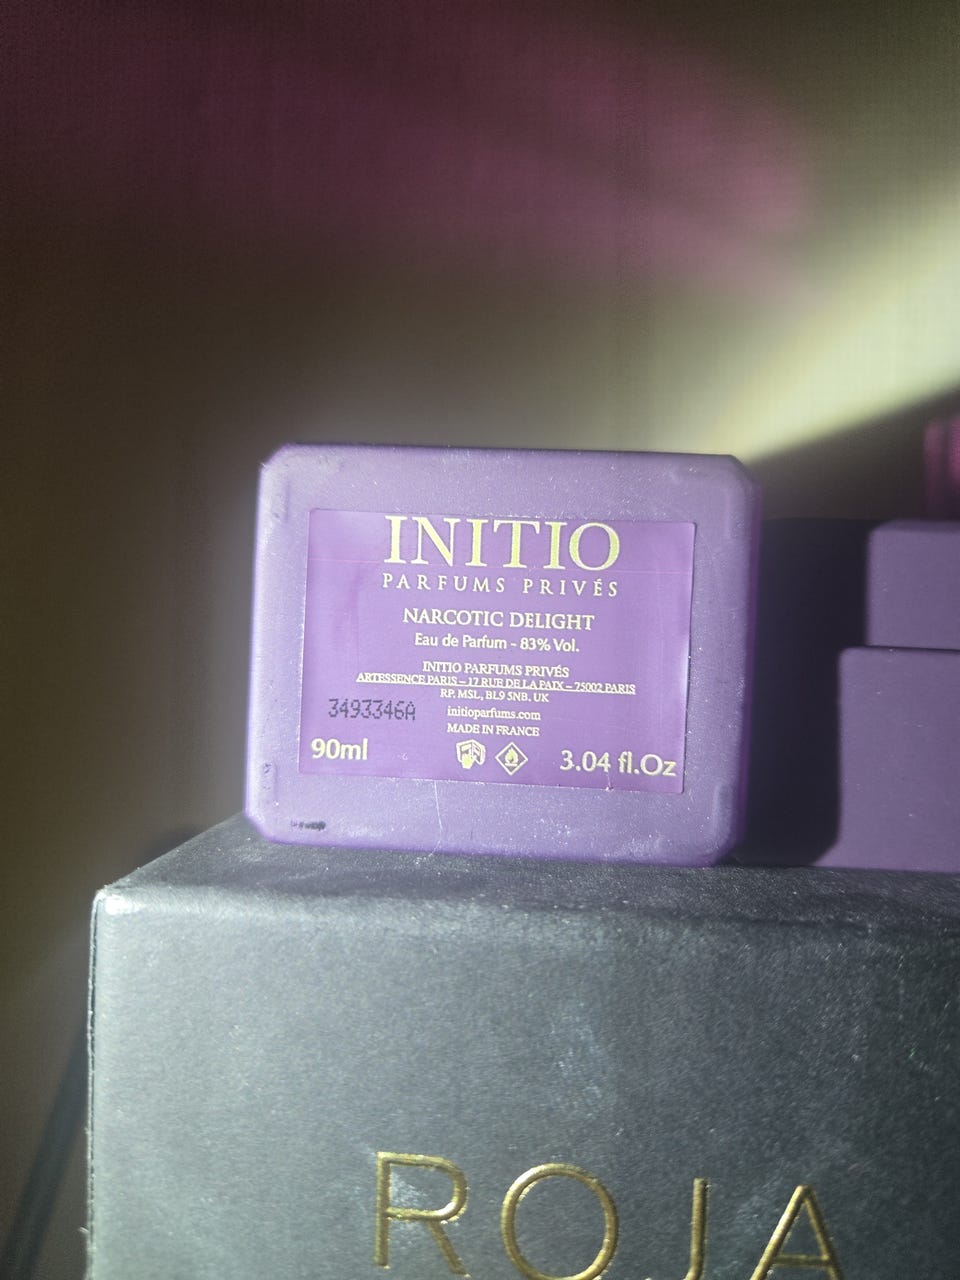 INITIO
PARFUMS PRIVÉS
NARCOTIC DELIGHT
Eau de Parfum - 83% Vol.
INITIO PARFUMS PRIVÉS
ARTESSENCE PARIS – 17 RUE DE LA PAIX – 75002 PARIS
RP, MSL, BL9 5NB, UK
3493346A
initioparfums.com
MADE IN FRANCE
90ml
3.04 fl.Oz
ROJA